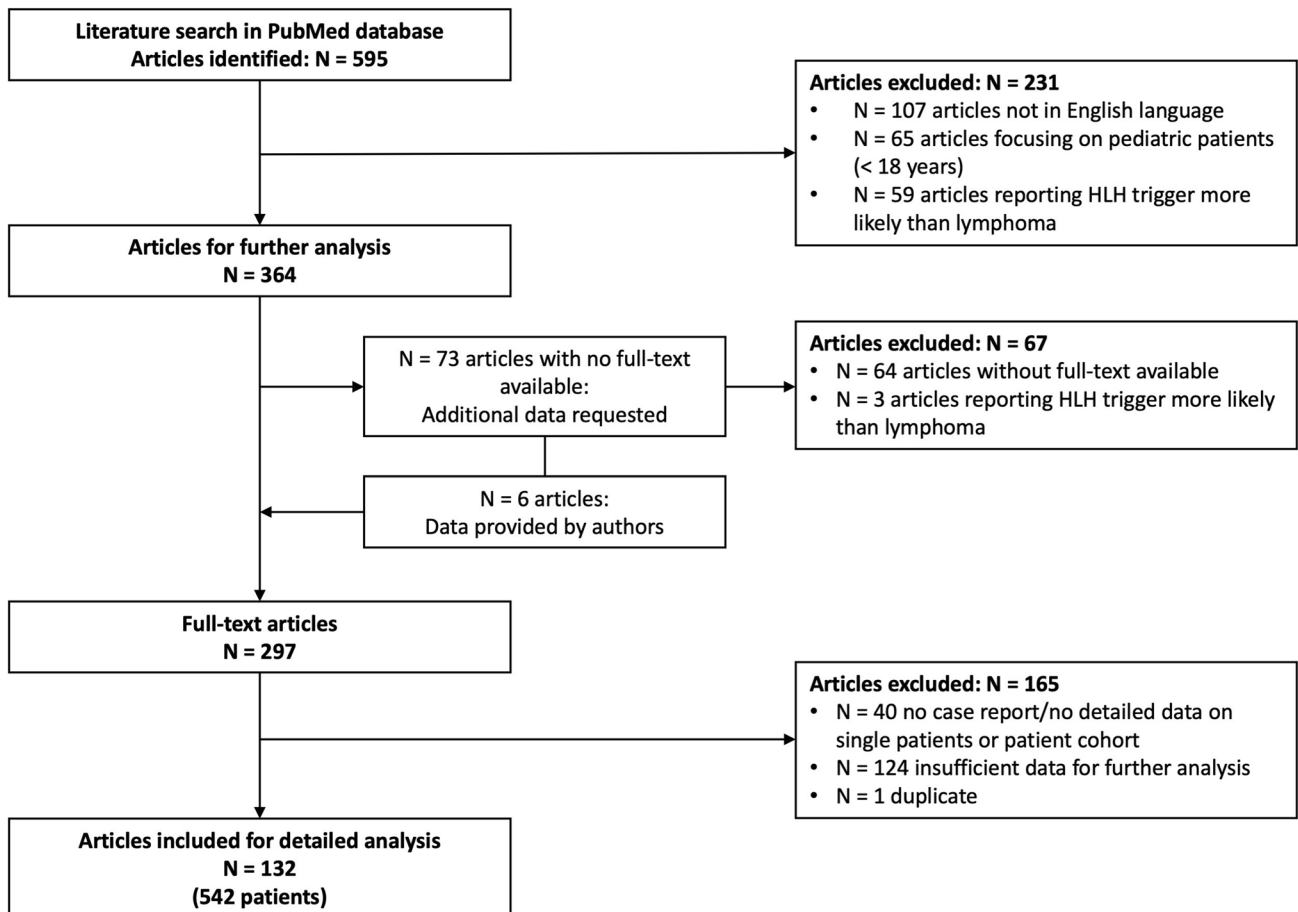 Literature search in PubMed database
Articles identified: N = 595
Articles excluded: N = 231
• N = 107 articles not in English language
• N = 65 articles focusing on pediatric patients
(< 18 years)
• N = 59 articles reporting HLH trigger more
likely than lymphoma
Articles for further analysis
N = 364
N = 73 articles with no full-text
available:
Additional data requested
Articles excluded: N = 67
• N = 64 articles without full-text available
• N = 3 articles reporting HLH trigger more likely
than lymphoma
N = 6 articles:
Data provided by authors
Full-text articles
N = 297
Articles excluded: N = 165
• N = 40 no case report/no detailed data on
single patients or patient cohort
• N = 124 insufficient data for further analysis
• N = 1 duplicate
Articles included for detailed analysis
N = 132
(542 patients)